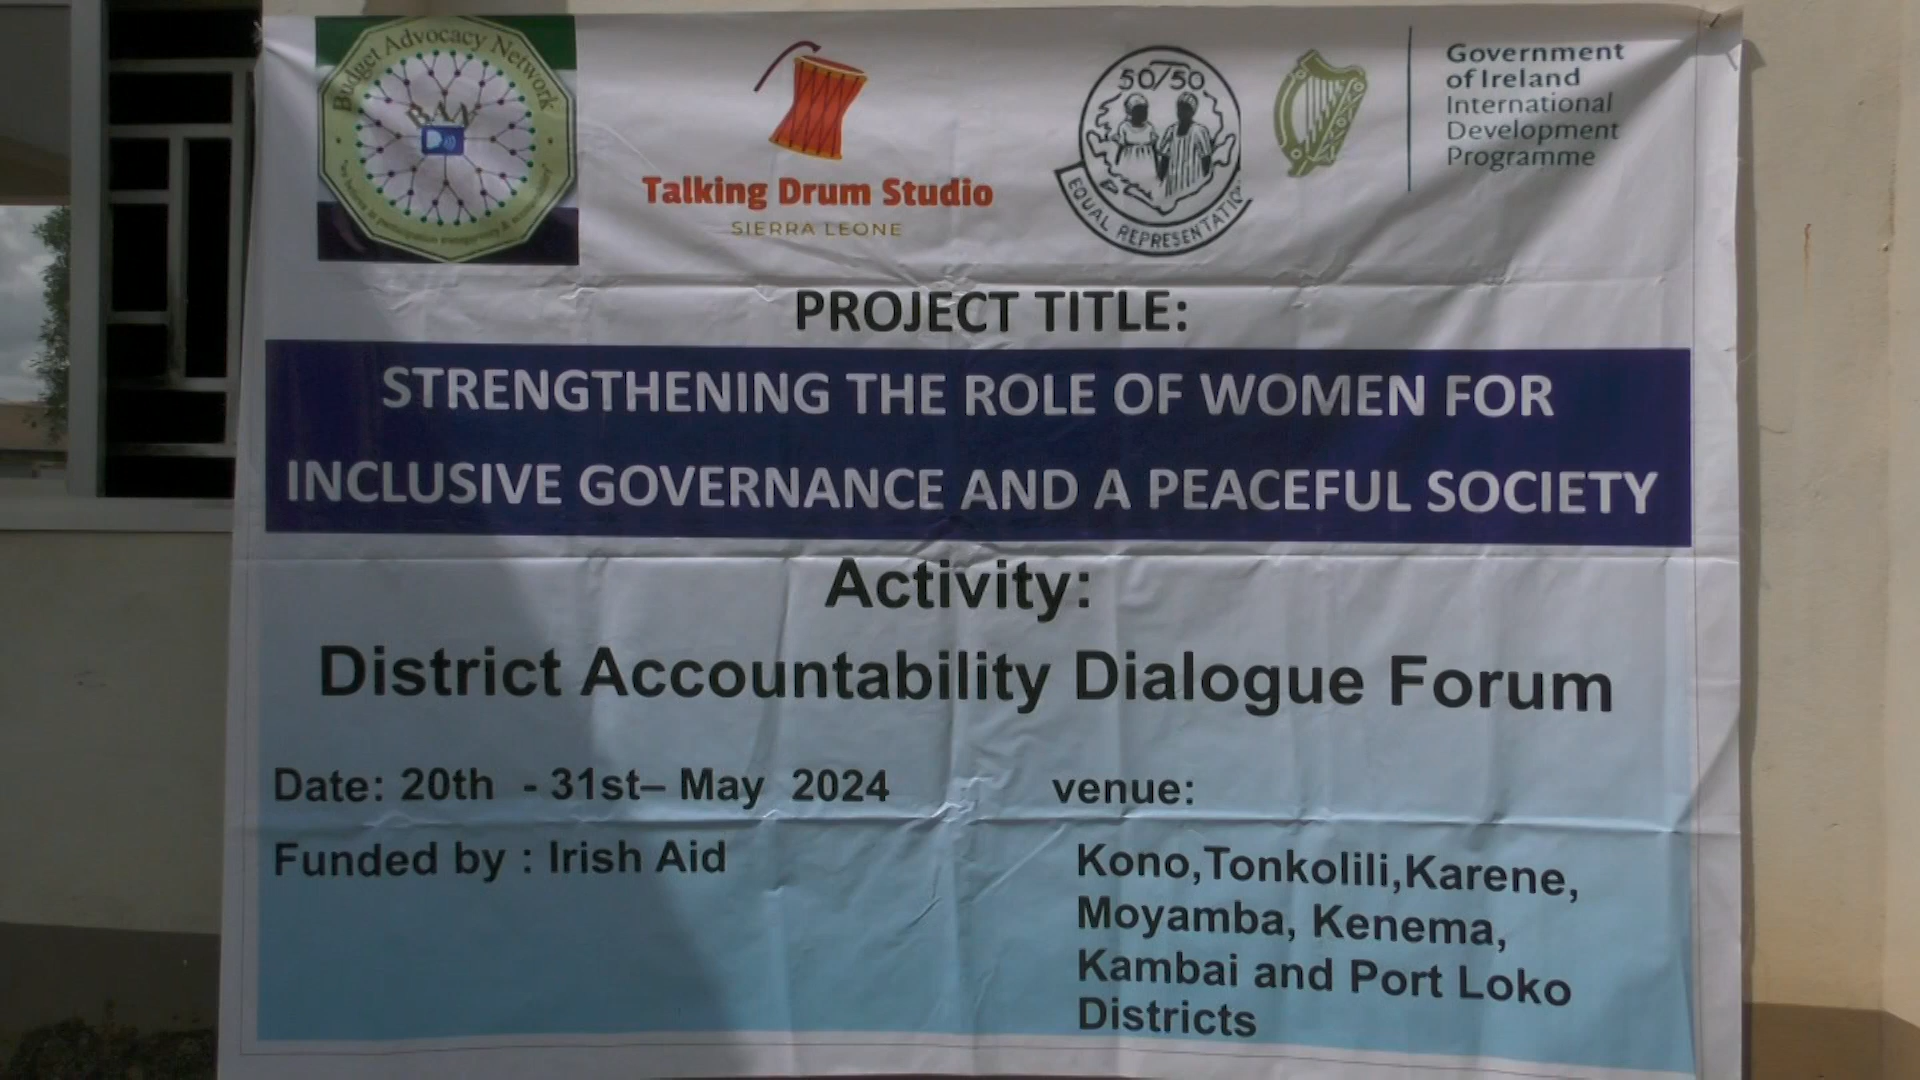 Budget Advocacy Network
BAN
Talking Drum Studio
SIERRA LEONE
50/50
EQUAL REPRESENTATION
Government
of Ireland
International
Development
Programme
PROJECT TITLE:
STRENGTHENING THE ROLE OF WOMEN FOR
INCLUSIVE GOVERNANCE AND A PEACEFUL SOCIETY
Activity:
District Accountability Dialogue Forum
Date: 20th - 31st– May 2024
venue:
Funded by : Irish Aid
Kono,Tonkolili,Karene,
Moyamba, Kenema,
Kambai and Port Loko
Districts